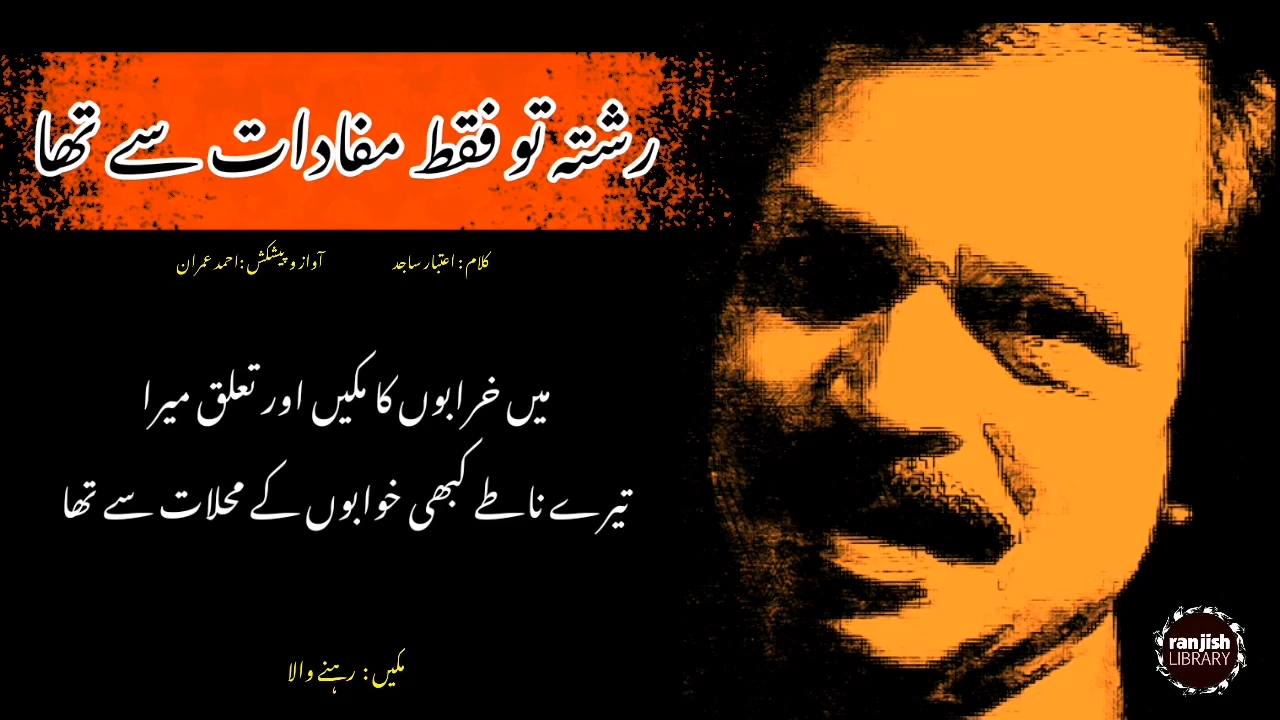 رشتہ تو فقط مفادات سے تھا
کلام : اعتبار ساجد
آواز و پیشکش : احمد عمران
میں خرابوں کا مکیں اور تعلق میرا
تیرے ناطے کبھی خوابوں کے محلات سے تھا
مکیں : رہنے والا
ranjish
LIBRARY